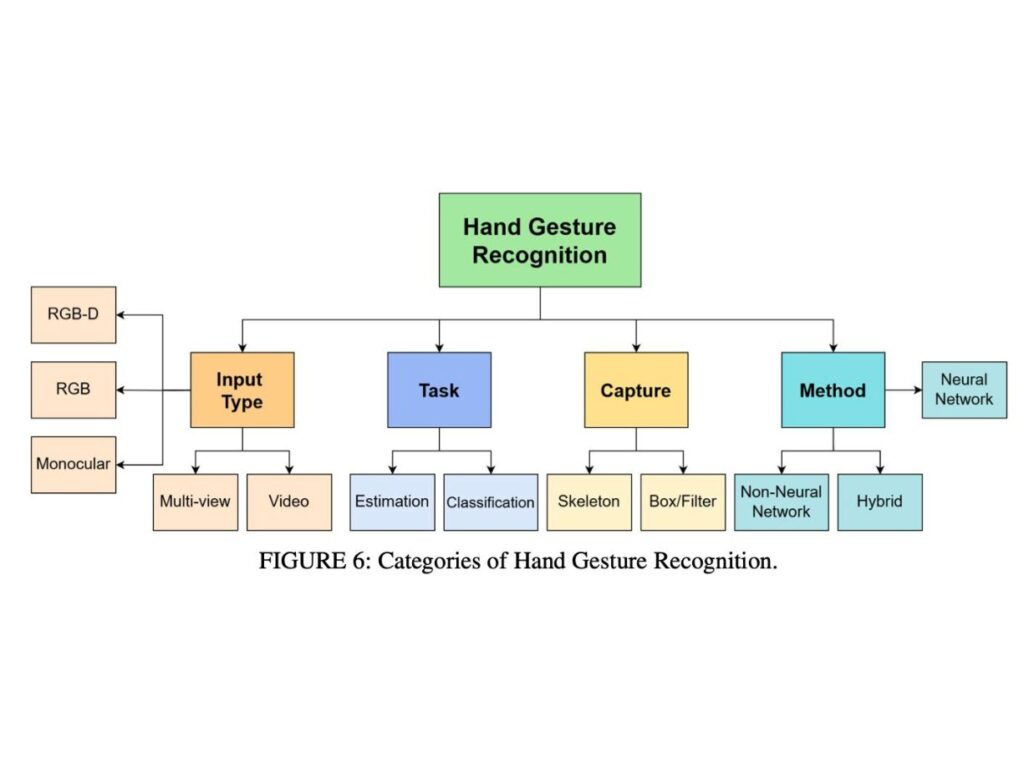 Hand Gesture
Recognition
RGB-D
RGB
Monocular
Input
Type
Task
Capture
Method
Neural
Network
Multi-view
Video
Estimation
Classification
Skeleton
Box/Filter
Non-Neural
Network
Hybrid
FIGURE 6: Categories of Hand Gesture Recognition.